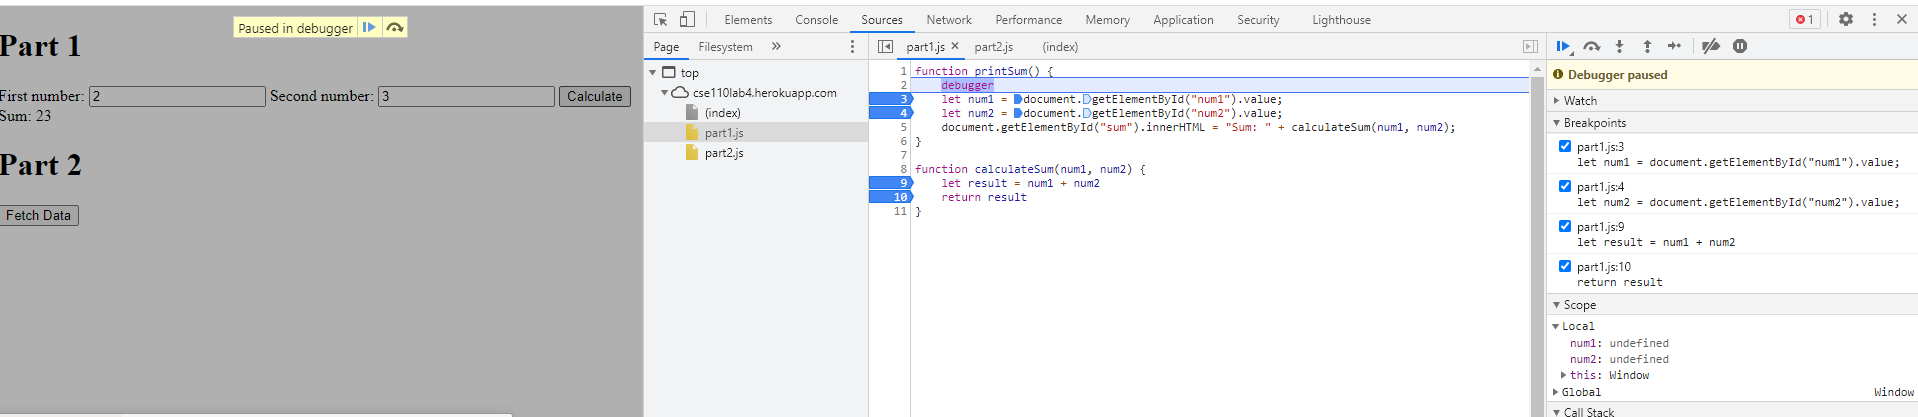 Paused in debugger
Part 1
First number: 2 Second number: 3 Calculate
Sum: 23
Part 2
Fetch Data
Elements Console Sources Network Performance Memory Application Security Lighthouse 1
Page Filesystem »
top
cse110lab4.herokuapp.com
(index)
part1.js
part2.js
part1.js × part2.js (index)
1 function printSum() {
2 debugger
3 let num1 = document.getElementById("num1").value;
4 let num2 = document.getElementById("num2").value;
5 document.getElementById("sum").innerHTML = "Sum: " + calculateSum(num1, num2);
6 }
7
8 function calculateSum(num1, num2) {
9 let result = num1 + num2
10 return result
11 }
Debugger paused
Watch
Breakpoints
part1.js:3
let num1 = document.getElementById("num1").value;
part1.js:4
let num2 = document.getElementById("num2").value;
part1.js:9
let result = num1 + num2
part1.js:10
return result
Scope
Local
num1: undefined
num2: undefined
this: Window
Global Window
Call Stack